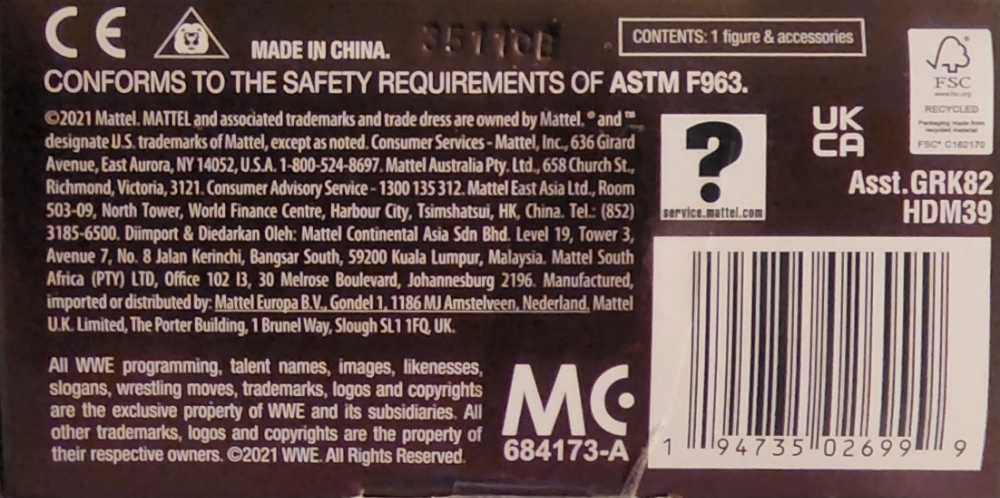 CE
MADE IN CHINA.
CONTENTS: 1 figure & accessories
CONFORMS TO THE SAFETY REQUIREMENTS OF ASTM F963.
©2021 Mattel. MATTEL and associated trademarks and trade dress are owned by Mattel. ® and ™
designate U.S. trademarks of Mattel, except as noted. Consumer Services - Mattel, Inc., 636 Girard
Avenue, East Aurora, NY 14052, U.S.A. 1-800-524-8697. Mattel Australia Pty. Ltd., 658 Church St.,
Richmond, Victoria, 3121. Consumer Advisory Service - 1300 135 312. Mattel East Asia Ltd., Room
503-09, North Tower, World Finance Centre, Harbour City, Tsimshatsui, HK, China. Tel.: (852)
3185-6500. Diimport & Diedarkan Oleh: Mattel Continental Asia Sdn Bhd. Level 19, Tower 3,
Avenue 7, No. 8 Jalan Kerinchi, Bangsar South, 59200 Kuala Lumpur, Malaysia. Mattel South
Africa (PTY) LTD, Office 102 I3, 30 Melrose Boulevard, Johannesburg 2196. Manufactured,
imported or distributed by: Mattel Europa B.V., Gondel 1, 1186 MJ Amstelveen, Nederland. Mattel
U.K. Limited, The Porter Building, 1 Brunel Way, Slough SL1 1FQ, UK.
All WWE programming, talent names, images, likenesses,
slogans, wrestling moves, trademarks, logos and copyrights
are the exclusive property of WWE and its subsidiaries. All
other trademarks, logos and copyrights are the property of
their respective owners. ©2021 WWE. All Rights Reserved.
MC
684173-A
?
service.mattel.com
UK
CA
FSC
www.fsc.org
RECYCLED
Packaging made from
recycled material
FSC® C162170
Asst.GRK82
HDM39
1 94735 02699 9